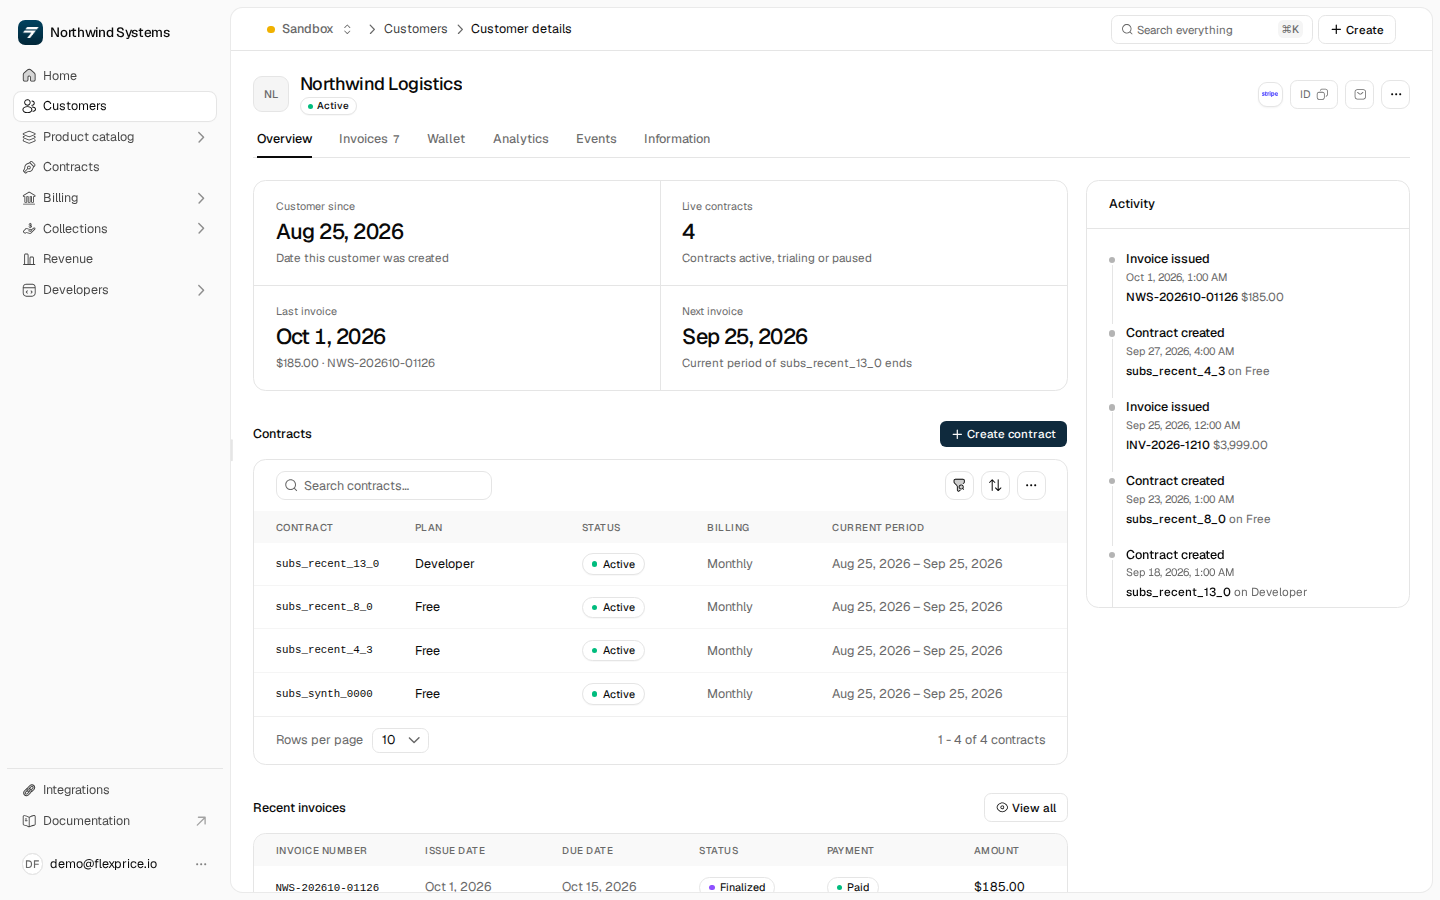 Northwind Systems
Home
Customers
Product catalog
Contracts
Billing
Collections
Revenue
Developers
Integrations
Documentation
DF demo@flexprice.io
Sandbox Customers Customer details
Search everything ⌘K
Create
NL
Northwind Logistics
Active
stripe
ID
Overview Invoices 7 Wallet Analytics Events Information
Customer since
Aug 25, 2026
Date this customer was created
Live contracts
4
Contracts active, trialing or paused
Last invoice
Oct 1, 2026
$185.00 · NWS-202610-01126
Next invoice
Sep 25, 2026
Current period of subs_recent_13_0 ends
Contracts
Create contract
Search contracts...
CONTRACT PLAN STATUS BILLING CURRENT PERIOD
subs_recent_13_0 Developer Active Monthly Aug 25, 2026 – Sep 25, 2026
subs_recent_8_0 Free Active Monthly Aug 25, 2026 – Sep 25, 2026
subs_recent_4_3 Free Active Monthly Aug 25, 2026 – Sep 25, 2026
subs_synth_0000 Free Active Monthly Aug 25, 2026 – Sep 25, 2026
Rows per page 10
1 - 4 of 4 contracts
Recent invoices
View all
INVOICE NUMBER ISSUE DATE DUE DATE STATUS PAYMENT AMOUNT
NWS-202610-01126 Oct 1, 2026 Oct 15, 2026 Finalized Paid $185.00
Activity
Invoice issued
Oct 1, 2026, 1:00 AM
NWS-202610-01126 $185.00
Contract created
Sep 27, 2026, 4:00 AM
subs_recent_4_3 on Free
Invoice issued
Sep 25, 2026, 12:00 AM
INV-2026-1210 $3,999.00
Contract created
Sep 23, 2026, 1:00 AM
subs_recent_8_0 on Free
Contract created
Sep 18, 2026, 1:00 AM
subs_recent_13_0 on Developer